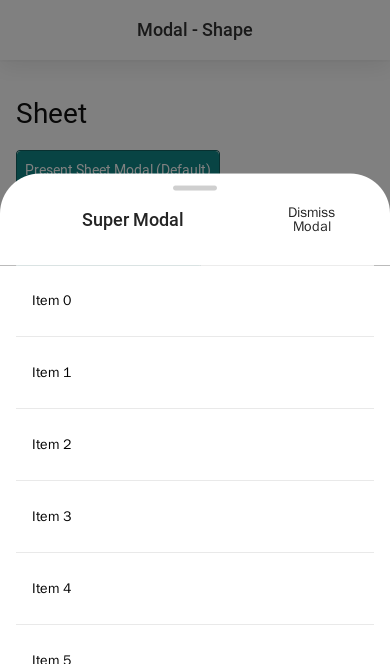 Modal - Shape
Sheet
Present Sheet Modal (Default)
Super Modal
Dismiss
Modal
Item 0
Item 1
Item 2
Item 3
Item 4
Item 5